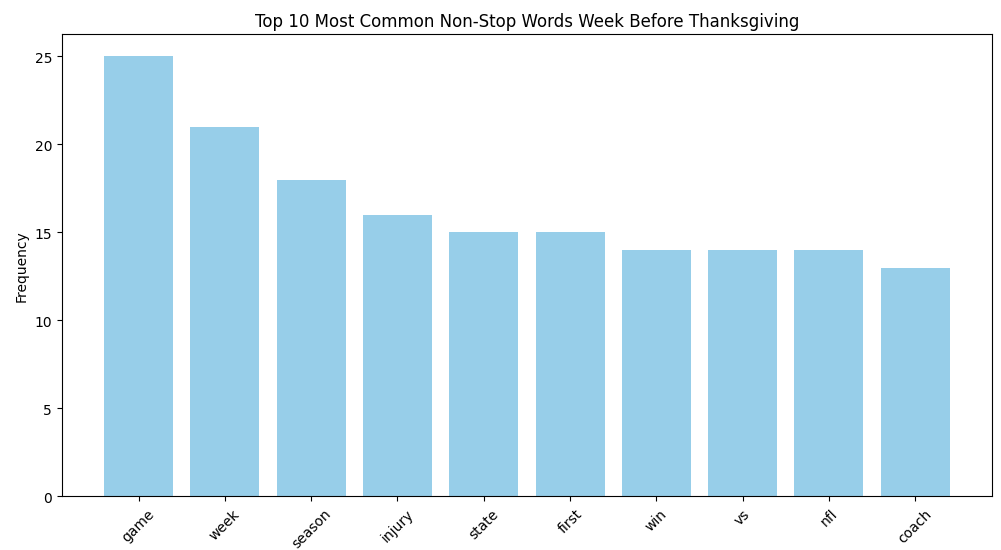 Top 10 Most Common Non-Stop Words Week Before Thanksgiving
Frequency
25
20
15
10
5
0
game week season injury state first win vs nfl coach